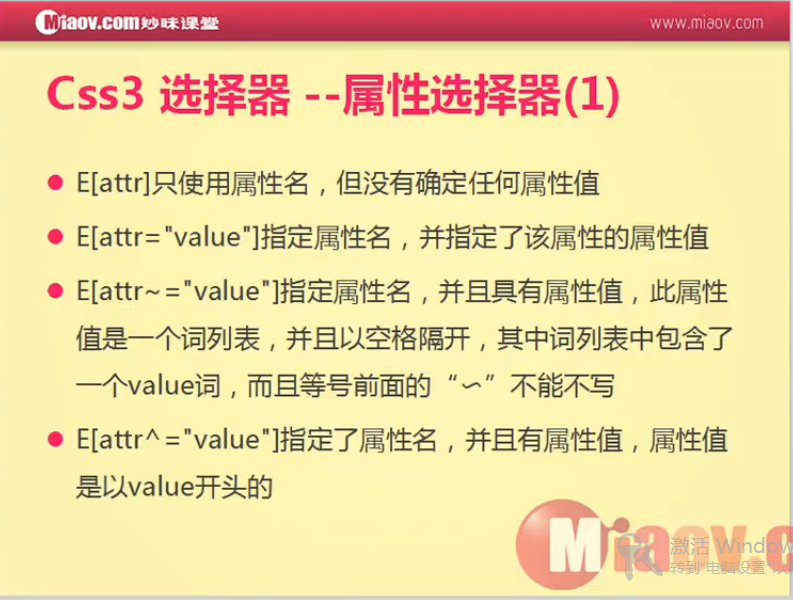 Miaov.com妙味课堂
www.miaov.com
Css3 选择器 --属性选择器(1)
E[attr]只使用属性名，但没有确定任何属性值
E[attr="value"]指定属性名，并指定了该属性的属性值
E[attr~="value"]指定属性名，并且具有属性值，此属性
值是一个词列表，并且以空格隔开，其中词列表中包含了
一个value词，而且等号前面的“〜”不能不写
E[attr^="value"]指定了属性名，并且有属性值，属性值
是以value开头的
Miaov.c
激活 Window
转到"电脑设置"以